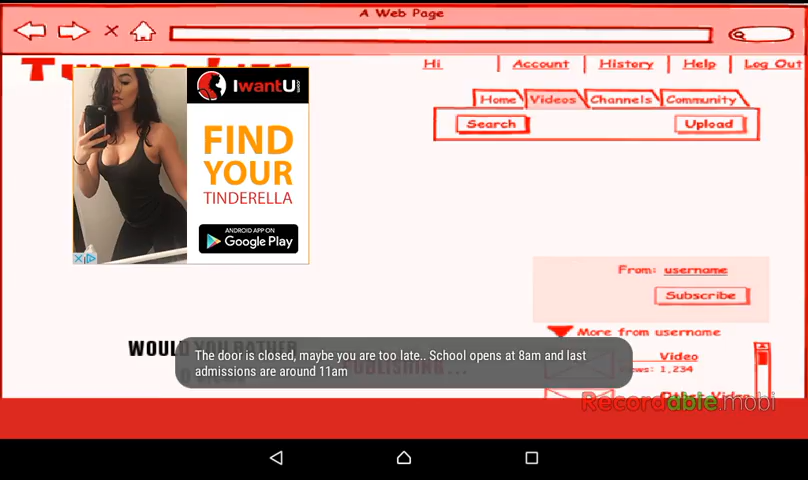 A Web Page
Hi Account History Help Log Out
IwantU
FIND
YOUR
TINDERELLA
ANDROID APP ON
Google Play
Home Videos Channels Community
Search Upload
From: username
Subscribe
More from username
Video
1,234
WOULD YOU RATHER
The door is closed, maybe you are too late.. School opens at 8am and last
admissions are around 11am
Recordable.mobi